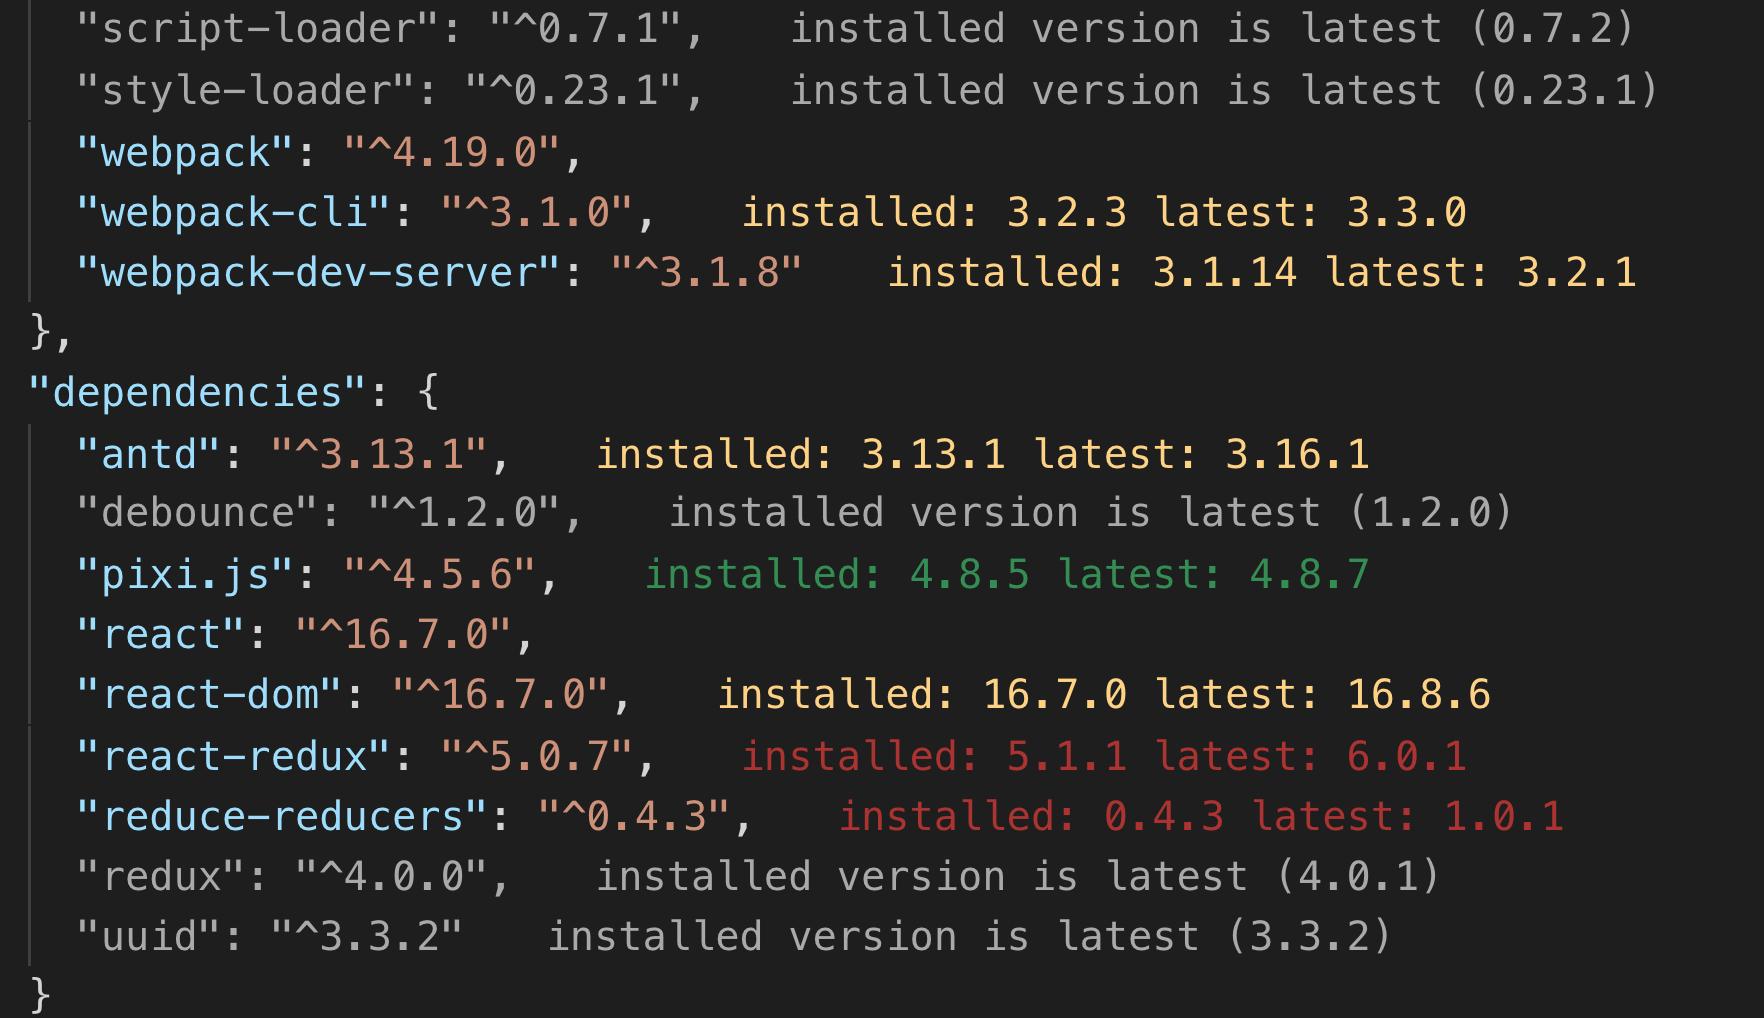 "script-loader": "^0.7.1", installed version is latest (0.7.2)
"style-loader": "^0.23.1", installed version is latest (0.23.1)
"webpack": "^4.19.0",
"webpack-cli": "^3.1.0", installed: 3.2.3 latest: 3.3.0
"webpack-dev-server": "^3.1.8" installed: 3.1.14 latest: 3.2.1
},
"dependencies": {
"antd": "^3.13.1", installed: 3.13.1 latest: 3.16.1
"debounce": "^1.2.0", installed version is latest (1.2.0)
"pixi.js": "^4.5.6", installed: 4.8.5 latest: 4.8.7
"react": "^16.7.0",
"react-dom": "^16.7.0", installed: 16.7.0 latest: 16.8.6
"react-redux": "^5.0.7", installed: 5.1.1 latest: 6.0.1
"reduce-reducers": "^0.4.3", installed: 0.4.3 latest: 1.0.1
"redux": "^4.0.0", installed version is latest (4.0.1)
"uuid": "^3.3.2" installed version is latest (3.3.2)
}